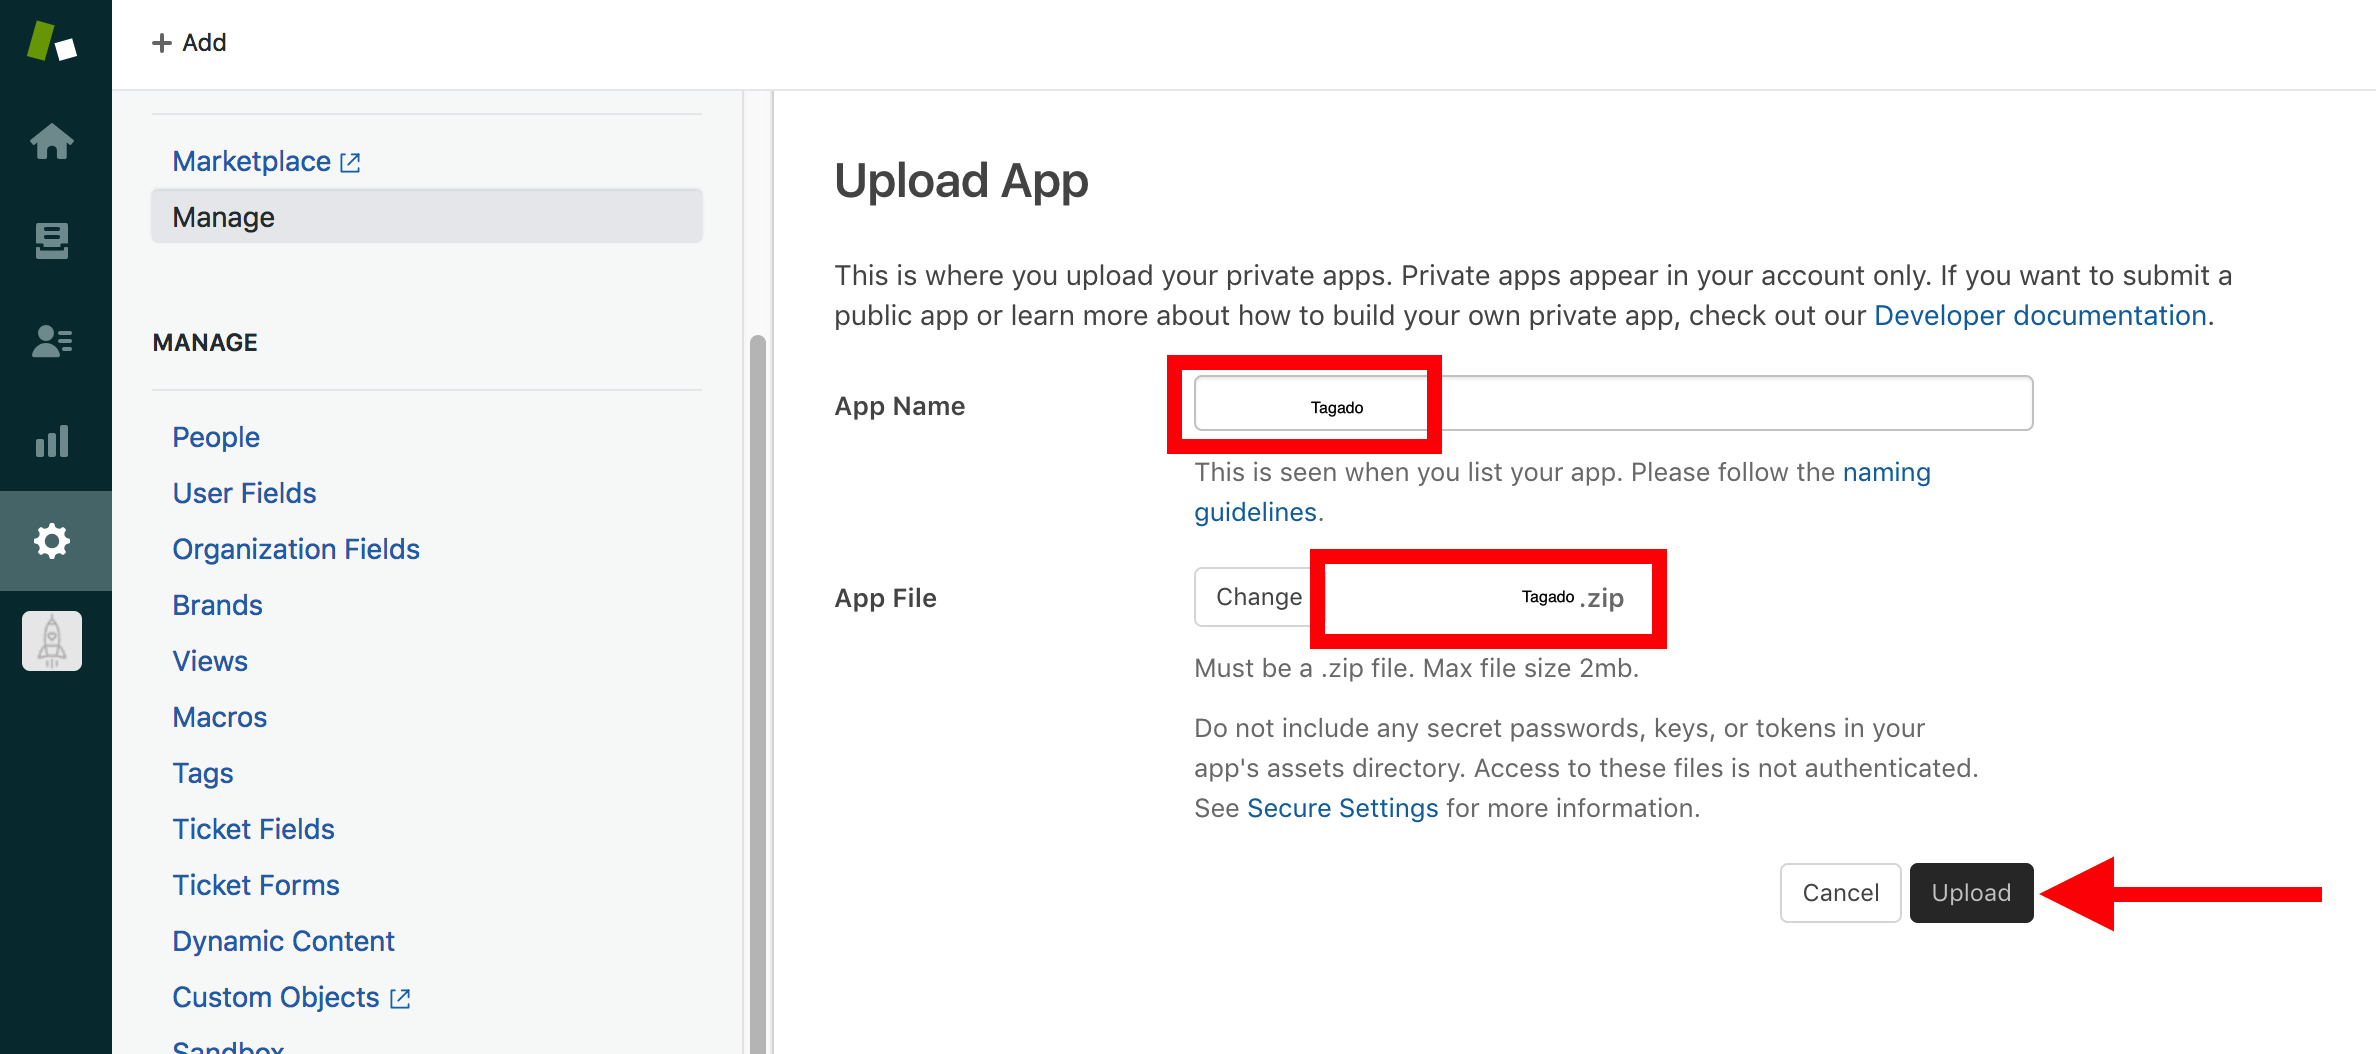 Add
Marketplace
Manage
MANAGE
People
User Fields
Organization Fields
Brands
Views
Macros
Tags
Ticket Fields
Ticket Forms
Dynamic Content
Custom Objects
Sandbox
Upload App
This is where you upload your private apps. Private apps appear in your account only. If you want to submit a
public app or learn more about how to build your own private app, check out our Developer documentation.
App Name
Tagado
This is seen when you list your app. Please follow the naming
guidelines.
App File
Change
Tagado .zip
Must be a .zip file. Max file size 2mb.
Do not include any secret passwords, keys, or tokens in your
app's assets directory. Access to these files is not authenticated.
See Secure Settings for more information.
Cancel
Upload